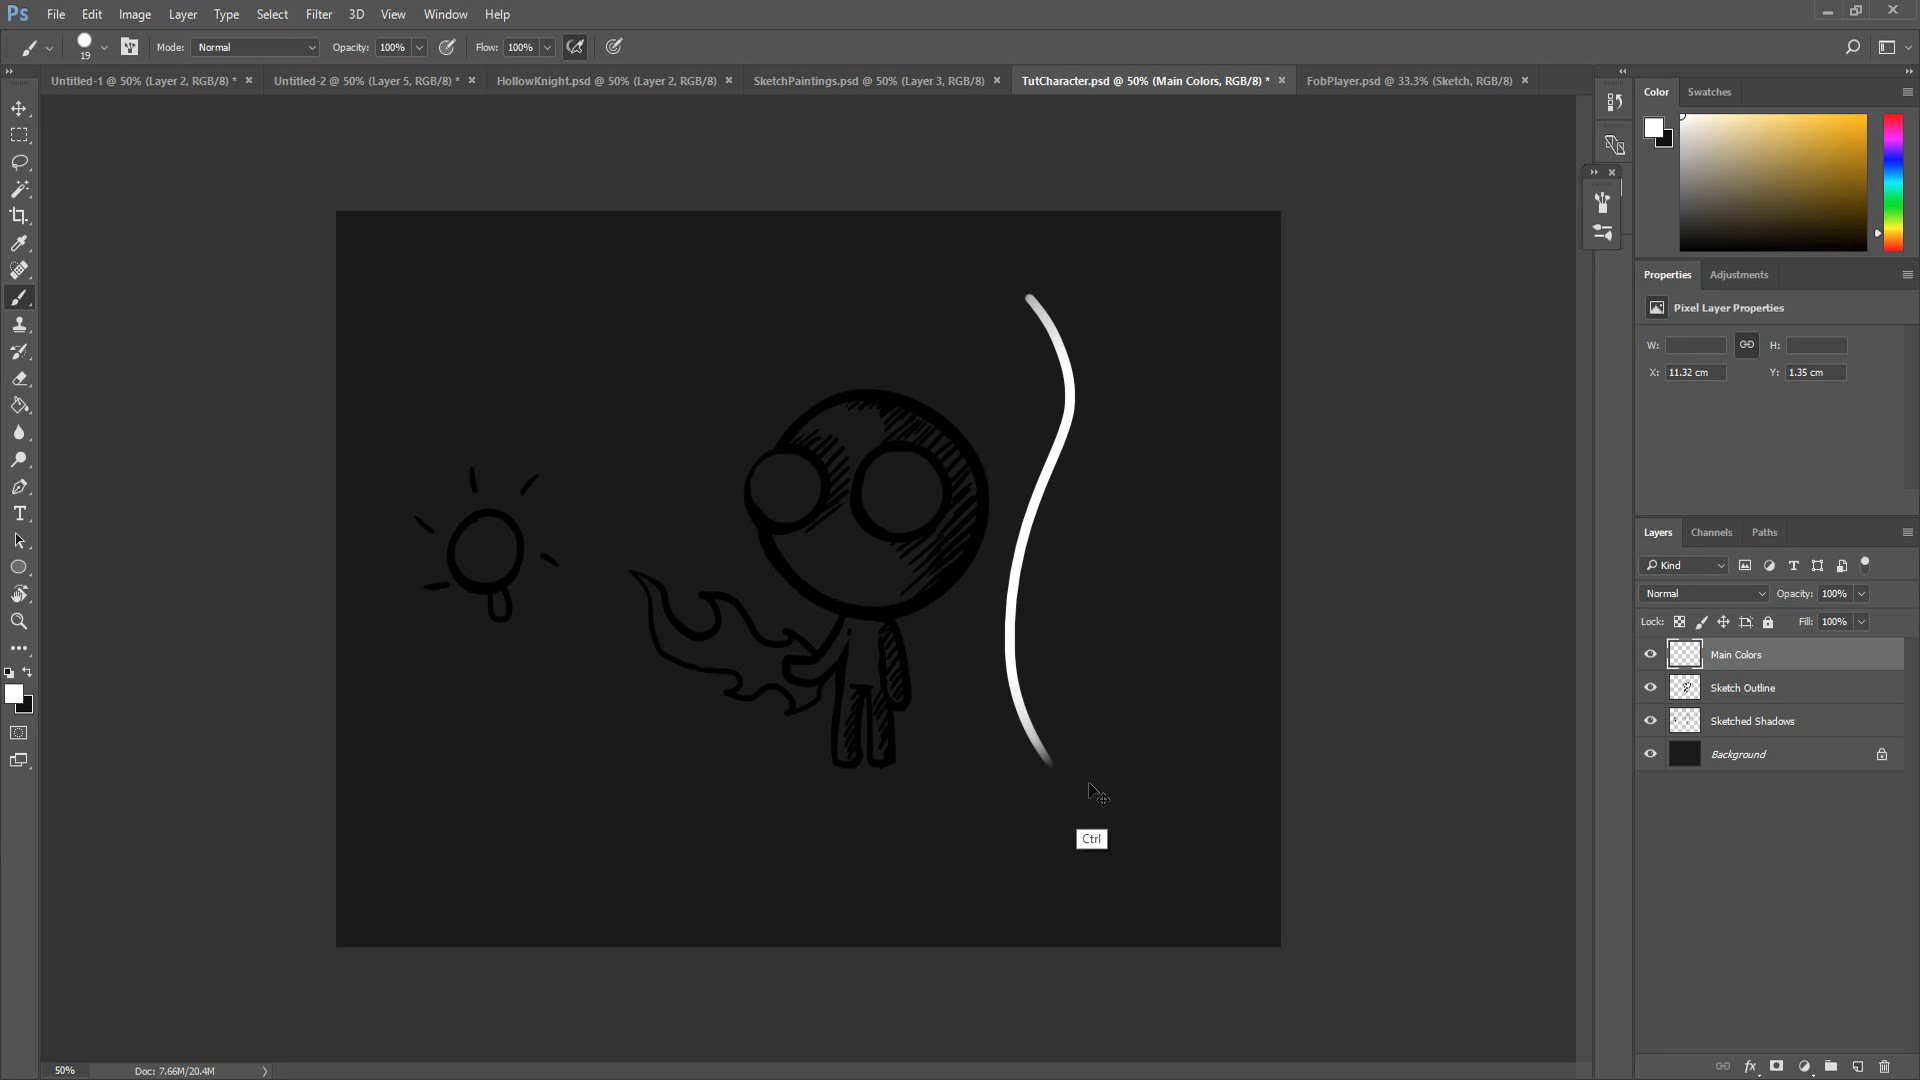 Ps File Edit Image Layer Type Select Filter 3D View Window Help
19 Mode: Normal Opacity: 100% Flow: 100%
Untitled-1 @ 50% (Layer 2, RGB/8) * Untitled-2 @ 50% (Layer 5, RGB/8) * HollowKnight.psd @ 50% (Layer 2, RGB/8) SketchPaintings.psd @ 50% (Layer 3, RGB/8) TutCharacter.psd @ 50% (Main Colors, RGB/8) * FobPlayer.psd @ 33.3% (Sketch, RGB/8)
Color Swatches
Properties Adjustments
Pixel Layer Properties
W: H:
X: 11.32 cm Y: 1.35 cm
Layers Channels Paths
Kind
Normal Opacity: 100%
Lock: Fill: 100%
Main Colors
Sketch Outline
Sketched Shadows
Background
Ctrl
50% Doc: 7.66M/20.4M